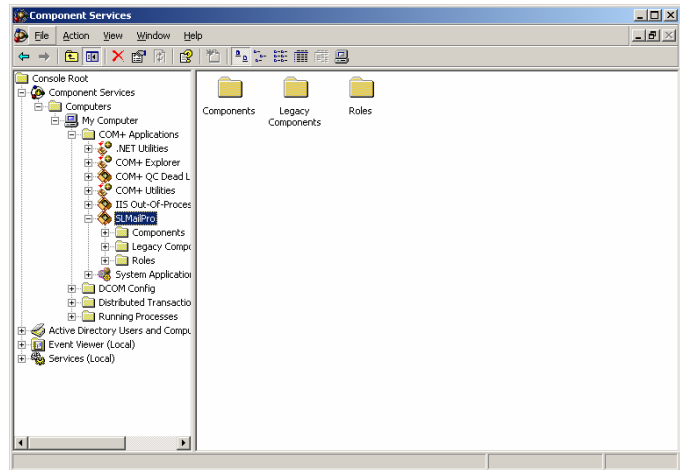 Component Services
File Action View Window Help
Console Root
Component Services
Computers
My Computer
COM+ Applications
.NET Utilities
COM+ Explorer
COM+ QC Dead L
COM+ Utilities
IIS Out-Of-Proces
SLMailPro
Components
Legacy Compo
Roles
System Application
DCOM Config
Distributed Transactio
Running Processes
Active Directory Users and Compu
Event Viewer (Local)
Services (Local)
Components
Legacy Components
Roles